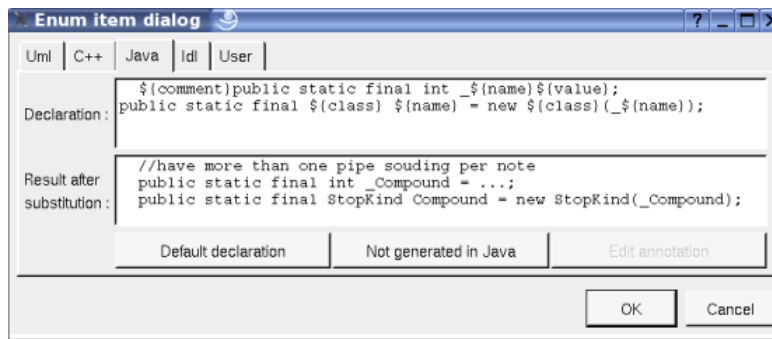 Enum item dialog
Uml C++ Java Idl User
Declaration :
${comment}public static final int _${name}${value};
public static final ${class} ${name} = new ${class}(_${name});
Result after
substitution :
//have more than one pipe souding per note
public static final int _Compound = ...;
public static final StopKind Compound = new StopKind(_Compound);
Default declaration Not generated in Java Edit annotation
OK Cancel